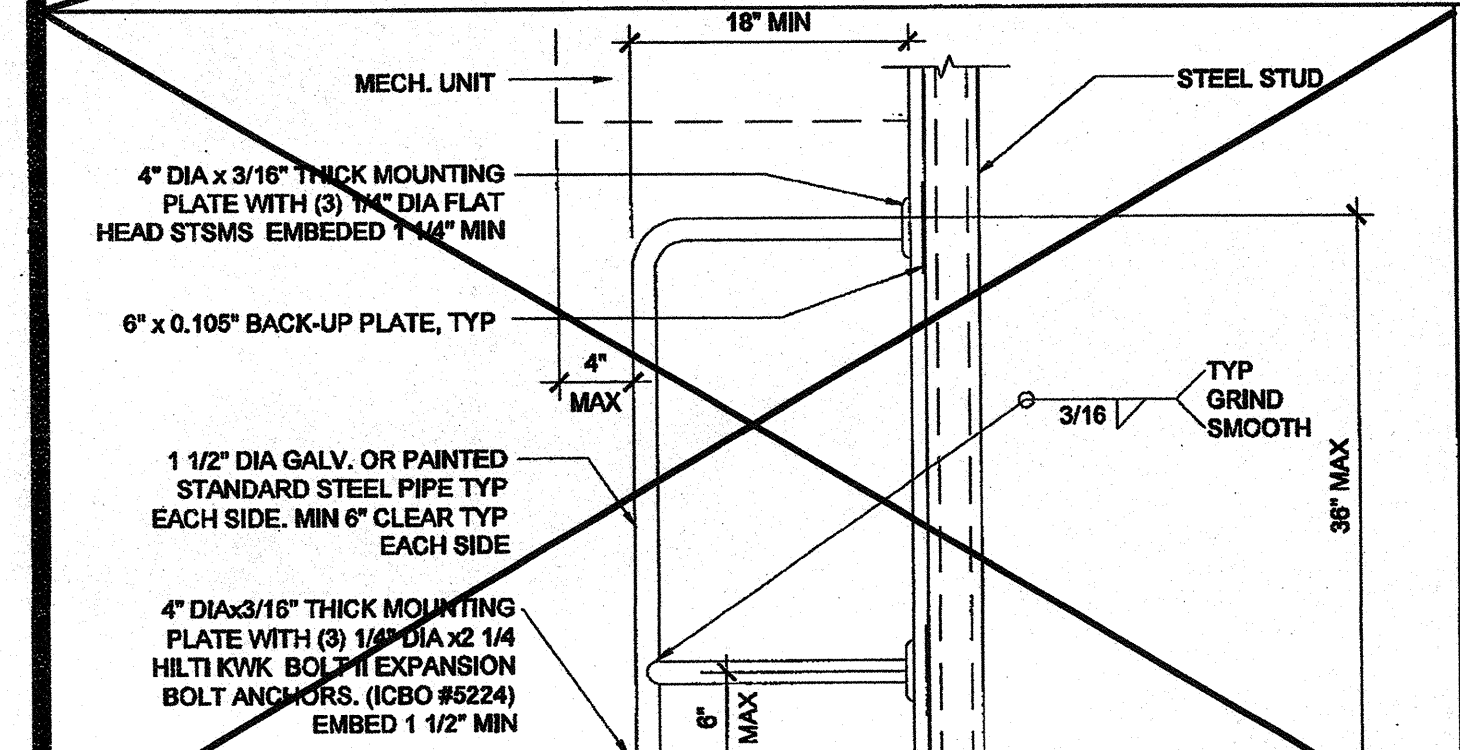 18" MIN
MECH. UNIT
STEEL STUD
4" DIA x 3/16" THICK MOUNTING
PLATE WITH (3) 1/4" DIA FLAT
HEAD STSMS EMBEDED 1 1/4" MIN
6" x 0.105" BACK-UP PLATE, TYP
4"
MAX
TYP
3/16 GRIND
SMOOTH
36" MAX
1 1/2" DIA GALV. OR PAINTED
STANDARD STEEL PIPE TYP
EACH SIDE. MIN 6" CLEAR TYP
EACH SIDE
4" DIAx3/16" THICK MOUNTING
PLATE WITH (3) 1/4" DIA x2 1/4
HILTI KWK BOLT II EXPANSION
BOLT ANCHORS. (ICBO #5224)
EMBED 1 1/2" MIN
6"
MAX